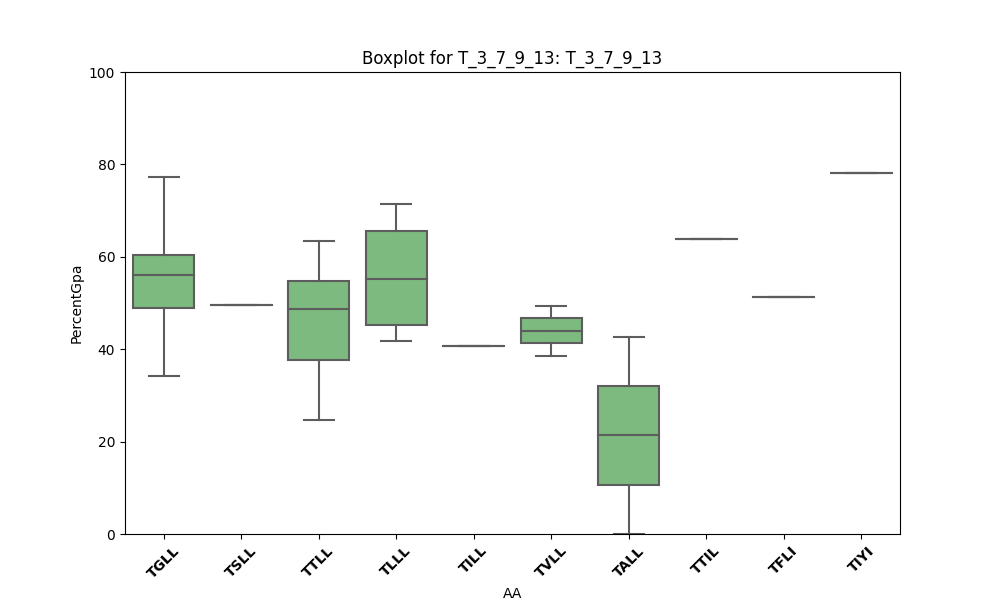 Boxplot for T_3_7_9_13: T_3_7_9_13
PercentGpa
100
80
60
40
20
0
TGLL
TSLL
TTLL
TLLL
TILL
TVLL
TALL
TTIL
TFLI
TIYI
AA